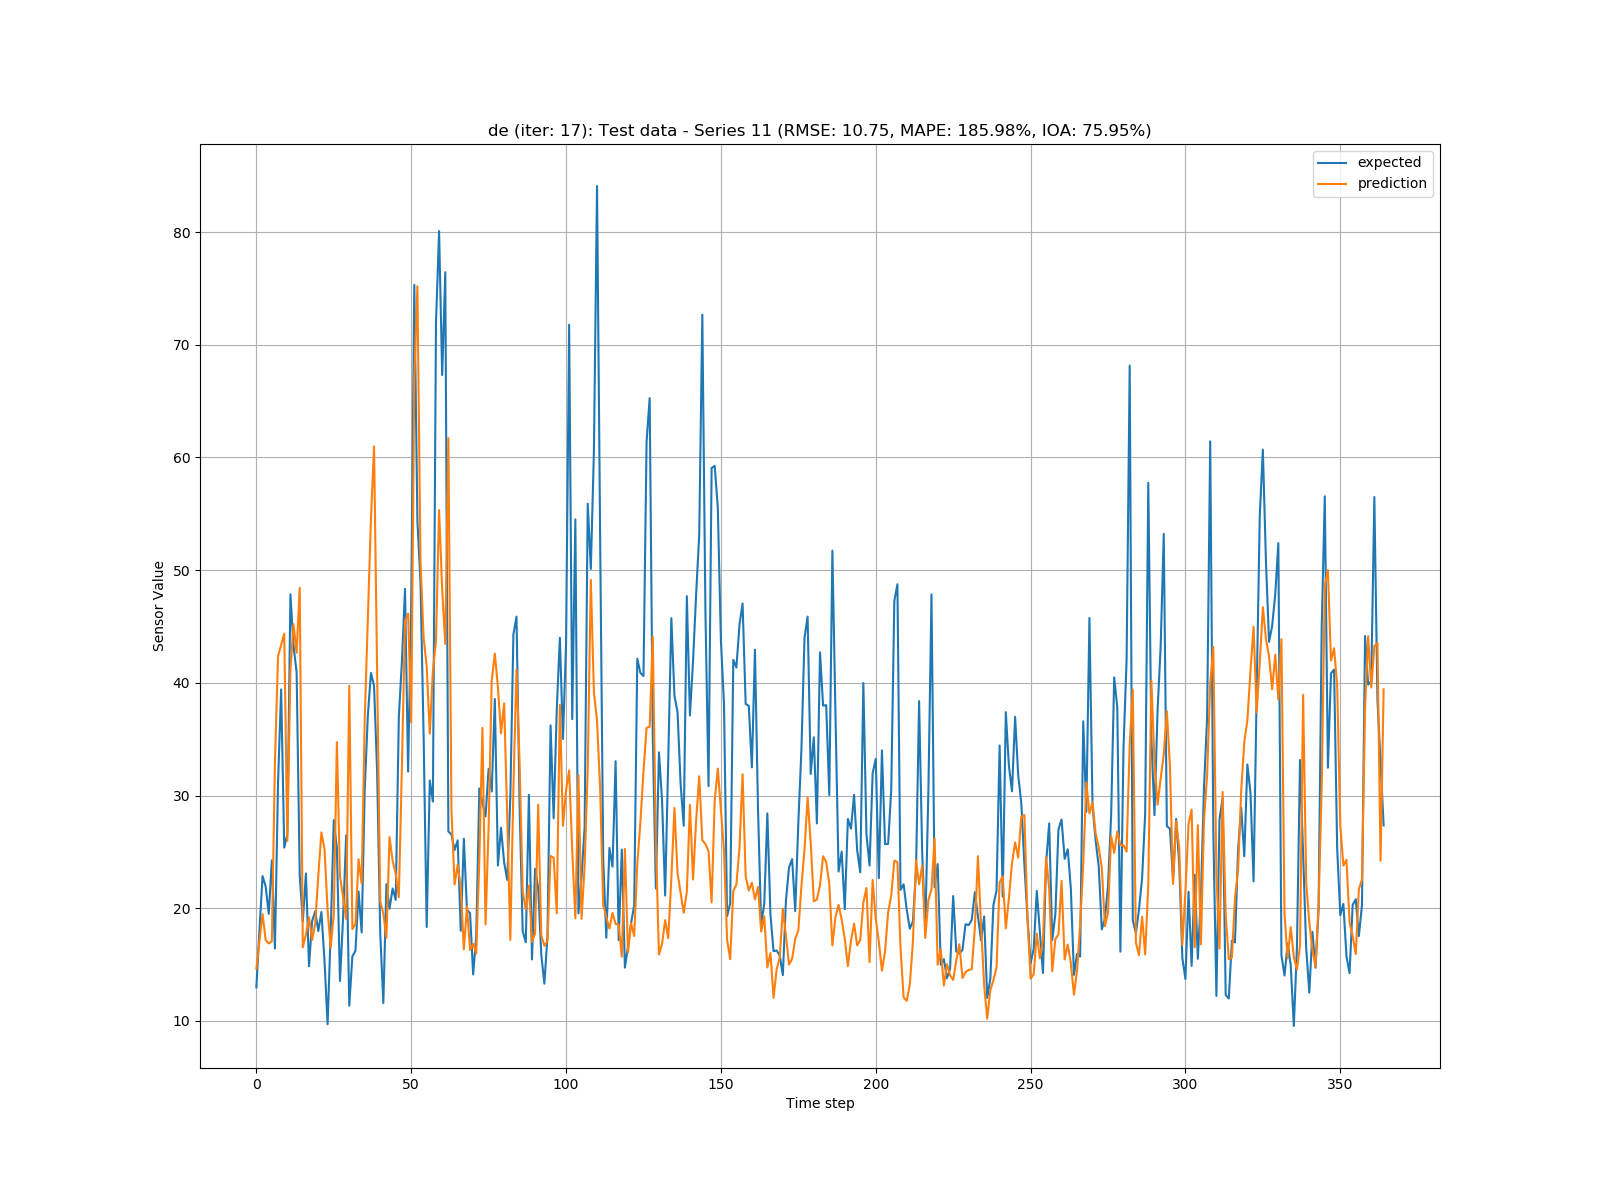 de (iter: 17): Test data - Series 11 (RMSE: 10.75, MAPE: 185.98%, IOA: 75.95%)
expected
prediction
80
70
60
50
40
30
20
10
Sensor Value
0 50 100 150 200 250 300 350
Time step